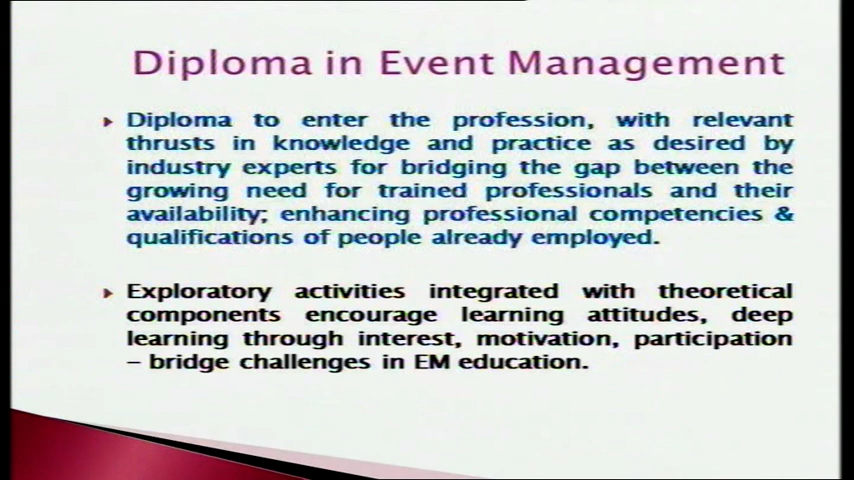 Diploma in Event Management
Diploma to enter the profession, with relevant
thrusts in knowledge and practice as desired by
industry experts for bridging the gap between the
growing need for trained professionals and their
availability; enhancing professional competencies &
qualifications of people already employed.
Exploratory activities integrated with theoretical
components encourage learning attitudes, deep
learning through interest, motivation, participation
– bridge challenges in EM education.